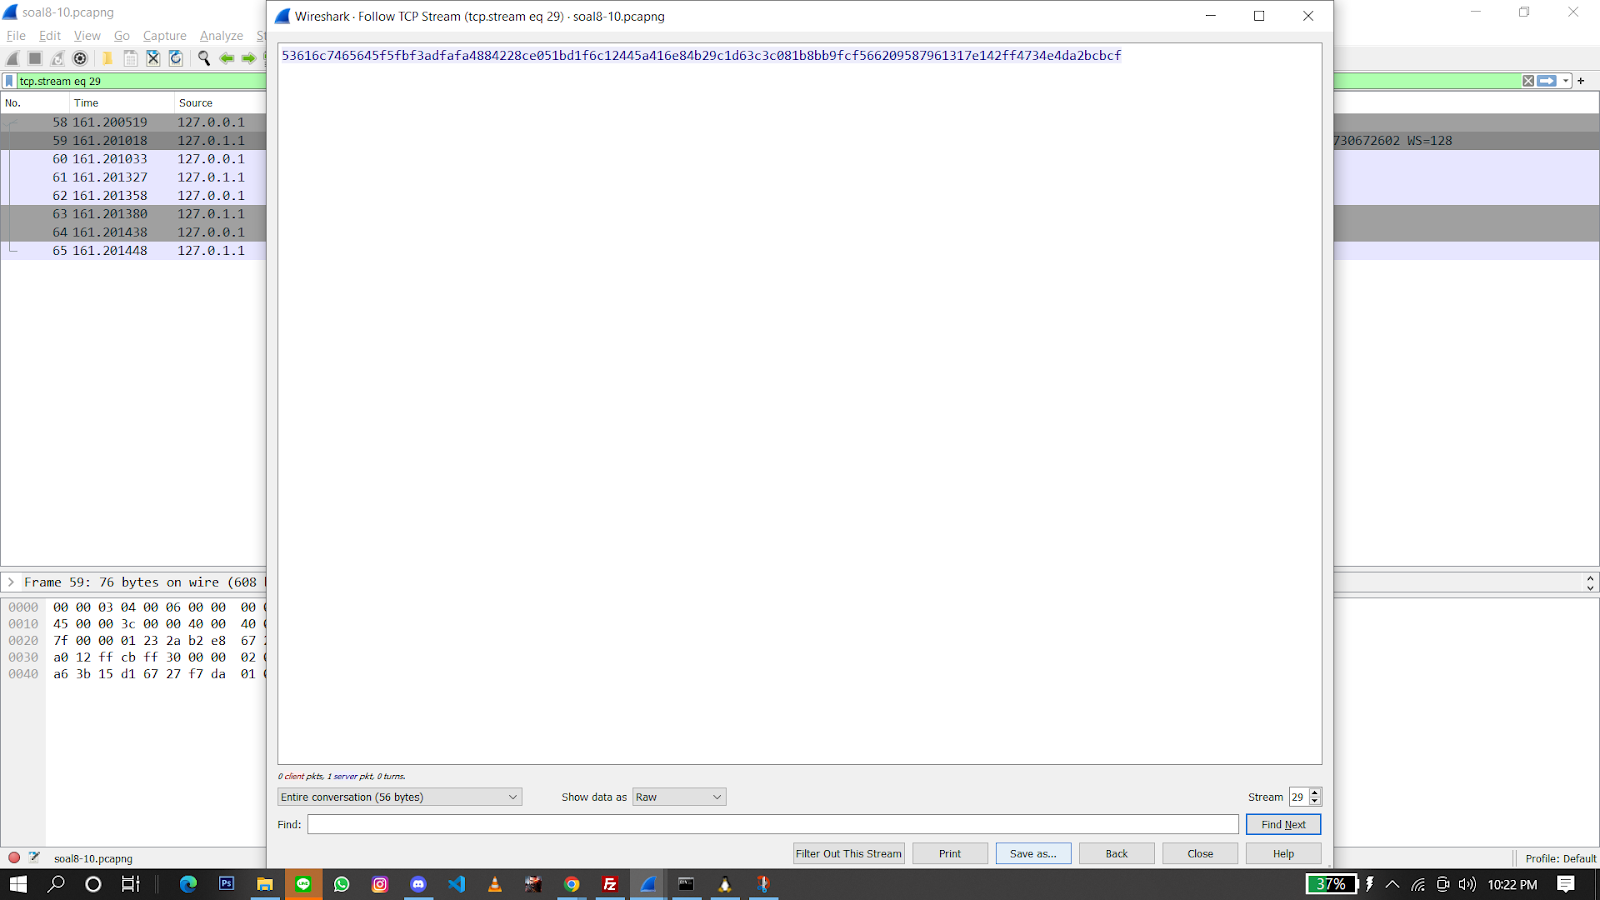 soal8-10.pcapng
File Edit View Go Capture Analyze St
tcp.stream eq 29
No. Time Source
58 161.200519 127.0.0.1
59 161.201018 127.0.1.1
730672602 WS=128
60 161.201033 127.0.0.1
61 161.201327 127.0.1.1
62 161.201358 127.0.0.1
63 161.201380 127.0.1.1
64 161.201438 127.0.0.1
65 161.201448 127.0.1.1
Frame 59: 76 bytes on wire (608 b
0000 00 00 03 04 00 06 00 00 00 0
0010 45 00 00 3c 00 00 40 00 40 0
0020 7f 00 00 01 23 2a b2 e8 67 2
0030 a0 12 ff cb ff 30 00 00 02 0
0040 a6 3b 15 d1 67 27 f7 da 01 0
soal8-10.pcapng
Profile: Default
Wireshark · Follow TCP Stream (tcp.stream eq 29) · soal8-10.pcapng
53616c7465645f5fbf3adfafa4884228ce051bd1f6c12445a416e84b29c1d63c3c081b8bb9fcf566209587961317e142ff4734e4da2bcbcf
0 client pkts, 1 server pkt, 0 turns.
Entire conversation (56 bytes) Show data as Raw Stream 29
Find: Find Next
Filter Out This Stream Print Save as... Back Close Help
37% 10:22 PM